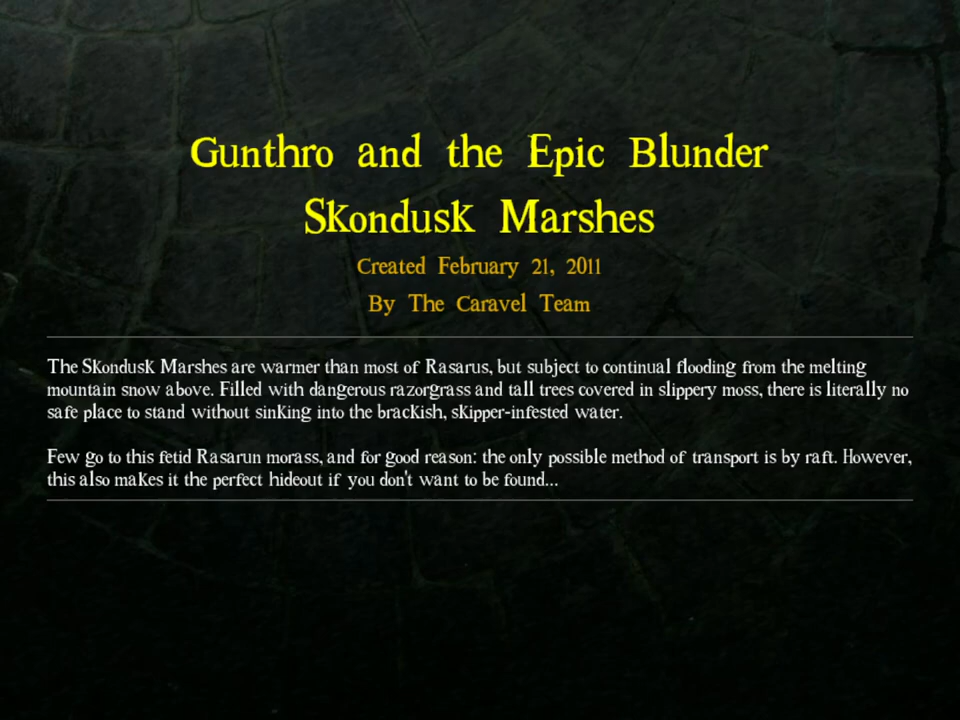 Gunthro and the Epic Blunder
Skondusk Marshes
Created February 21, 2011
By The Caravel Team
The Skondusk Marshes are warmer than most of Rasarus, but subject to continual flooding from the melting
mountain snow above. Filled with dangerous razorgrass and tall trees covered in slippery moss, there is literally no
safe place to stand without sinking into the brackish, skipper-infested water.
Few go to this fetid Rasarun morass, and for good reason: the only possible method of transport is by raft. However,
this also makes it the perfect hideout if you don't want to be found...